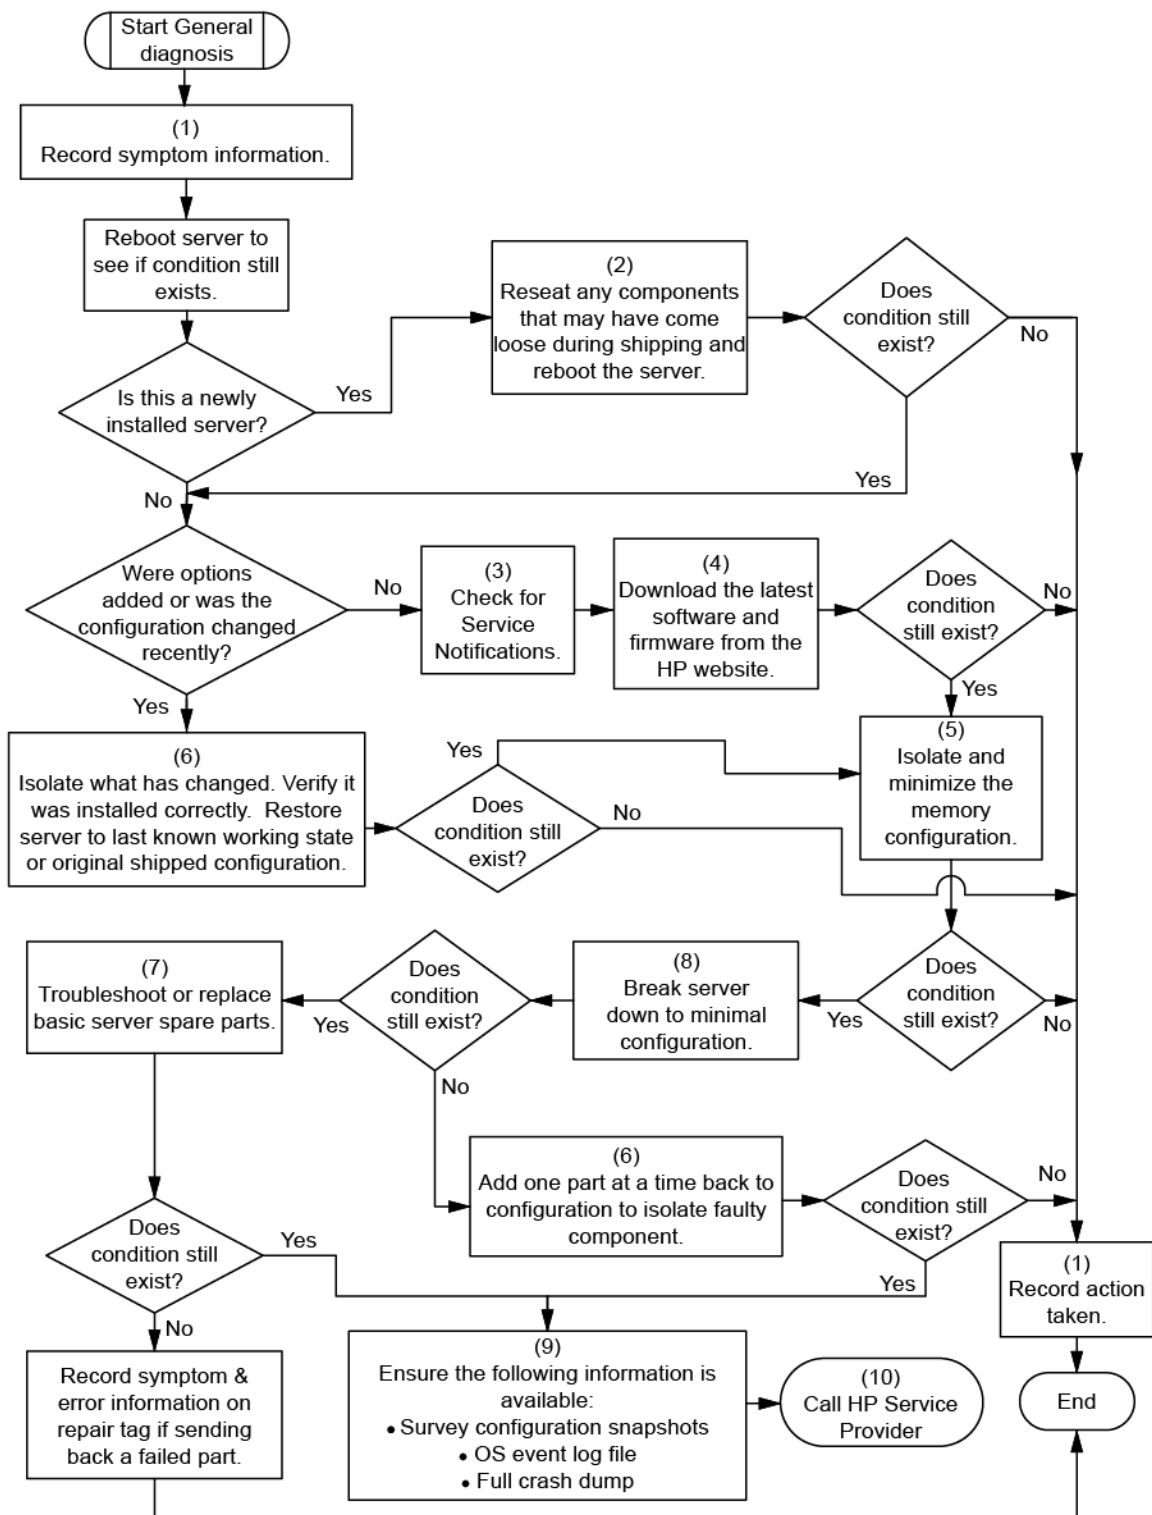 Start General
diagnosis
(1)
Record symptom information.
Reboot server to
see if condition still
exists.
Is this a newly
installed server?
Yes
No
(2)
Reseat any components
that may have come
loose during shipping and
reboot the server.
Does
condition still
exist?
No
Yes
Were options
added or was the
configuration changed
recently?
No
Yes
(3)
Check for
Service
Notifications.
(4)
Download the latest
software and
firmware from the
HP website.
Does
condition
still exist?
No
Yes
(6)
Isolate what has changed. Verify it
was installed correctly. Restore
server to last known working state
or original shipped configuration.
Does
condition still
exist?
Yes
No
(5)
Isolate and
minimize the
memory
configuration.
Does
condition
still exist?
No
Yes
(8)
Break server
down to minimal
configuration.
Does
condition
still exist?
Yes
No
(7)
Troubleshoot or replace
basic server spare parts.
(6)
Add one part at a time back to
configuration to isolate faulty
component.
Does
condition still
exist?
No
Yes
Does
condition still
exist?
Yes
No
(1)
Record action
taken.
Record symptom &
error information on
repair tag if sending
back a failed part.
(9)
Ensure the following information is
available:
• Survey configuration snapshots
• OS event log file
• Full crash dump
(10)
Call HP Service
Provider
End